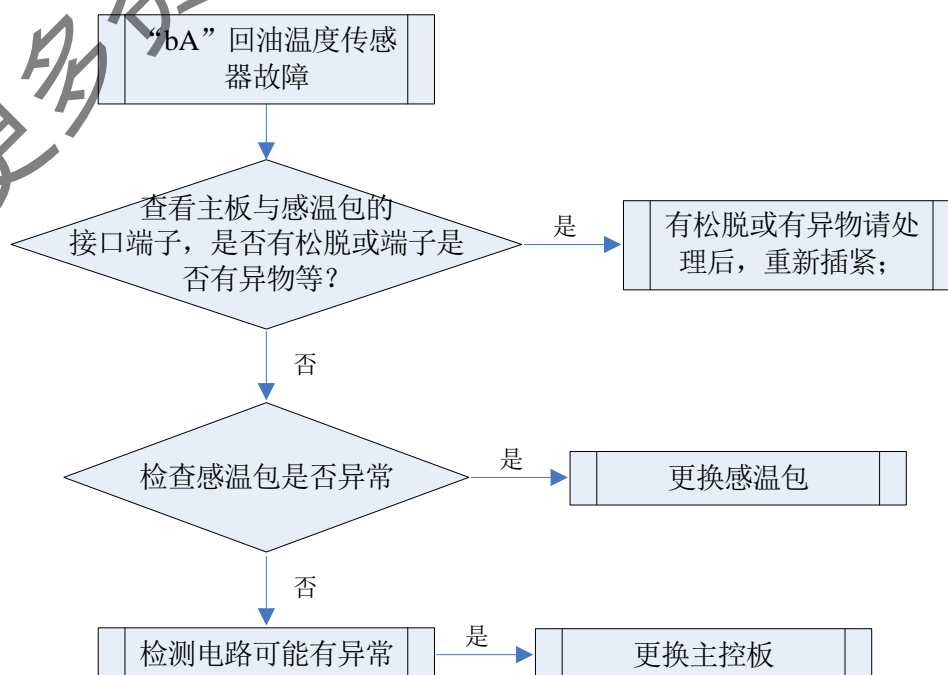 “bA”回油温度传感
器故障
查看主板与感温包的
接口端子，是否有松脱或端子是
否有异物等？
是
有松脱或有异物请处
理后，重新插紧；
否
检查感温包是否异常
是
更换感温包
否
检测电路可能有异常
是
更换主控板
更多